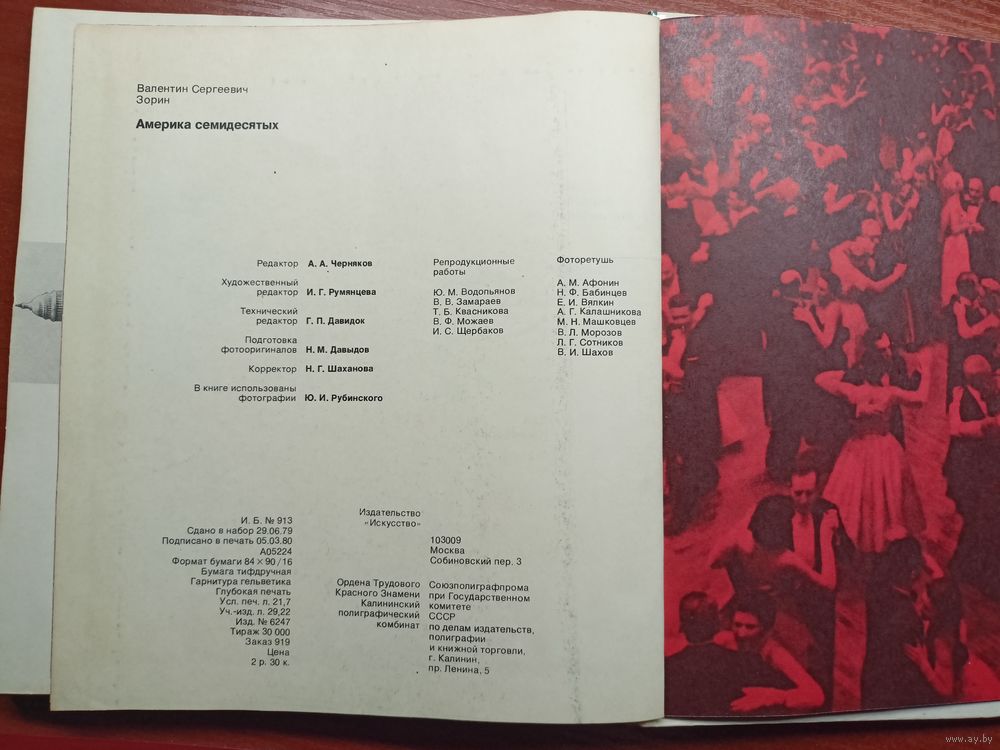 Валентин Сергеевич
Зорин
Америка семидесятых
Редактор А. А. Черняков
Художественный
редактор И. Г. Румянцева
Технический
редактор Г. П. Давидок
Подготовка
фотооригиналов Н. М. Давыдов
Корректор Н. Г. Шаханова
В книге использованы
фотографии Ю. И. Рубинского
Репродукционные
работы
Ю. М. Водопьянов
В. В. Замараев
Т. Б. Квасникова
В. Ф. Можаев
И. С. Щербаков
Фоторетушь
А. М. Афонин
Н. Ф. Бабинцев
Е. И. Вялкин
А. Г. Калашникова
М. Н. Машковцев
В. Л. Морозов
Л. Г. Сотников
В. И. Шахов
И. Б. № 913
Сдано в набор 29.06.79
Подписано в печать 05.03.80
А05224
Формат бумаги 84×90/16
Бумага тифдручная
Гарнитура гельветика
Глубокая печать
Усл. печ. л. 21,7
Уч.-изд. л. 29,22
Изд. № 6247
Тираж 30 000
Заказ 919
Цена
2 р. 30 к.
Издательство
«Искусство»
103009
Москва
Собиновский пер. 3
Ордена Трудового
Красного Знамени
Калининский
полиграфический
комбинат
Союзполиграфпрома
при Государственном
комитете
СССР
по делам издательств,
полиграфии
и книжной торговли,
г. Калинин,
пр. Ленина, 5
www.ay.by